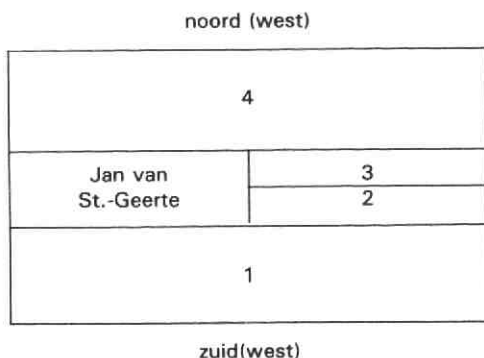 noord (west)
4
Jan van
St.-Geerte
3
2
1
zuid(west)